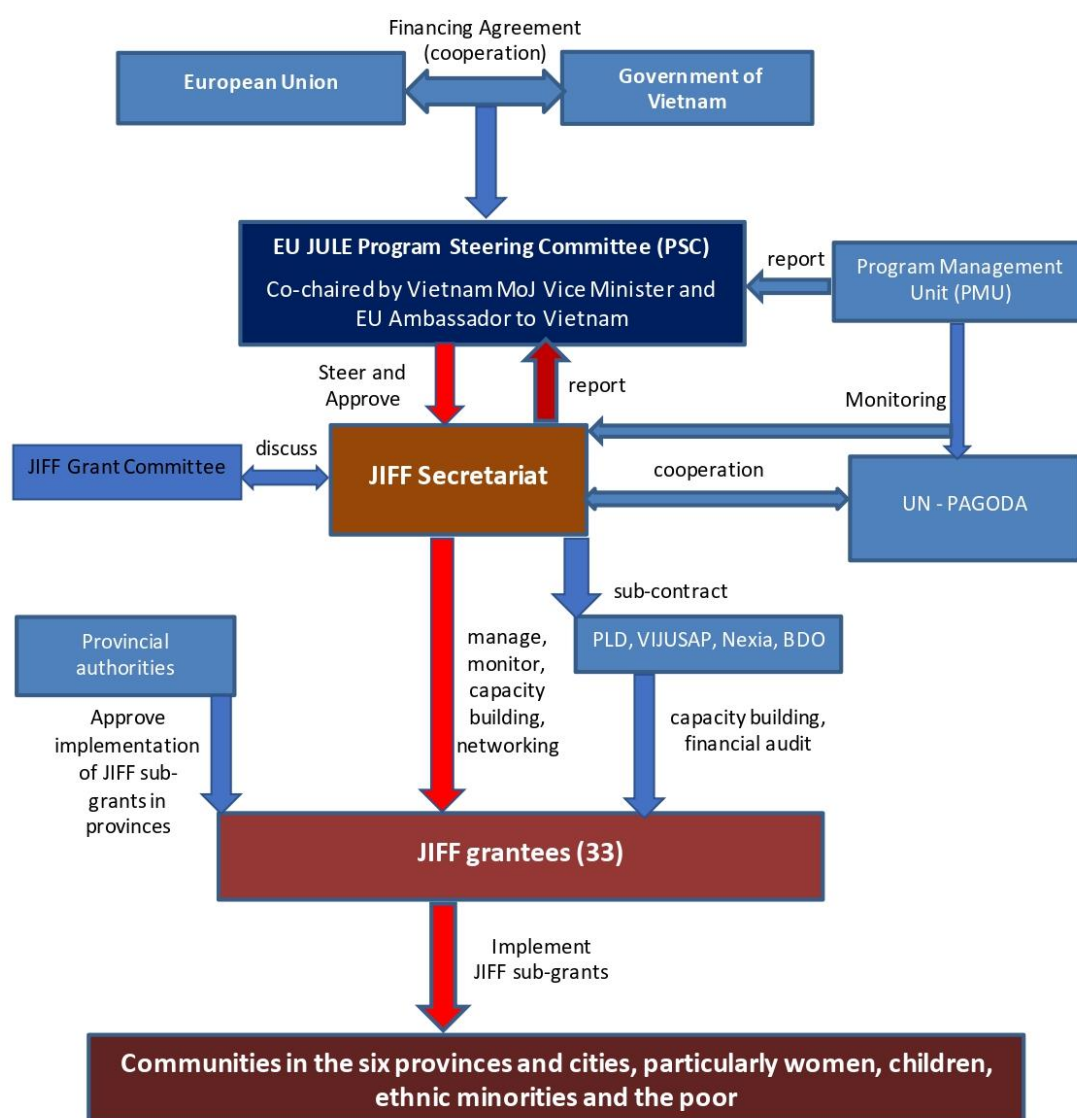 Financing Agreement
(cooperation)
European Union
Government of
Vietnam
EU JULE Program Steering Committee (PSC)
Co-chaired by Vietnam MoJ Vice Minister and
EU Ambassador to Vietnam
report
Program Management
Unit (PMU)
Steer and
Approve
report
Monitoring
JIFF Grant Committee
discuss
JIFF Secretariat
cooperation
UN - PAGODA
sub-contract
Provincial
authorities
manage,
monitor,
capacity
building,
networking
PLD, VIJUSAP, Nexia, BDO
Approve
implementation
of JIFF sub-
grants in
provinces
capacity building,
financial audit
JIFF grantees (33)
Implement
JIFF sub-grants
Communities in the six provinces and cities, particularly women, children,
ethnic minorities and the poor